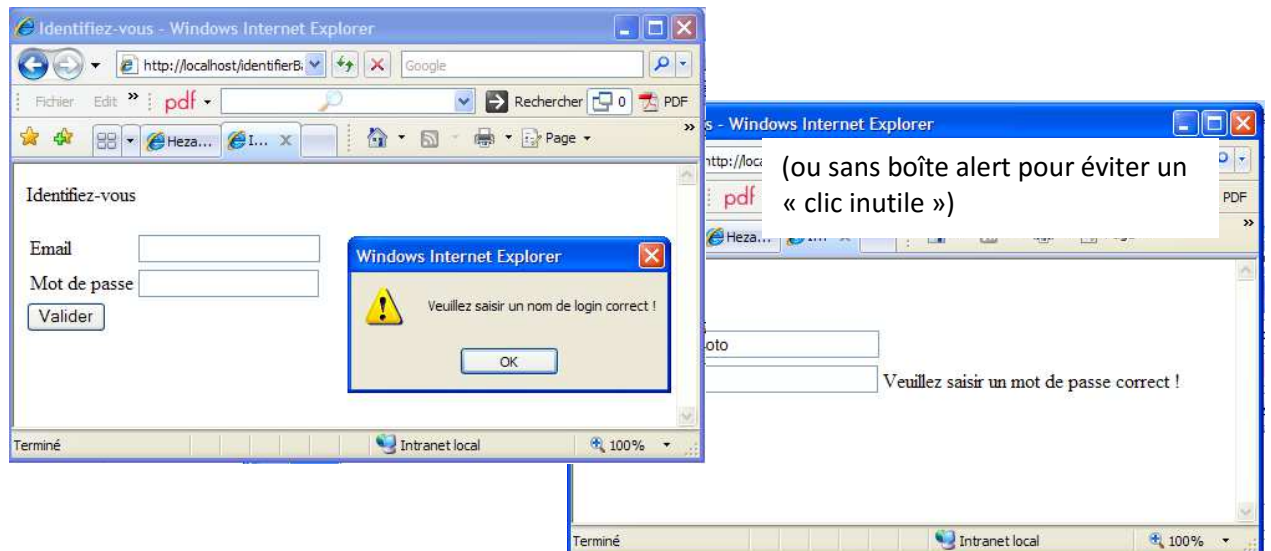 Identifiez-vous - Windows Internet Explorer
http://localhost/identifierB
Google
Fichier Edit » pdf Rechercher 0 PDF
Heza... I... X Page »
Identifiez-vous
Email
Mot de passe
Valider
Windows Internet Explorer
Veuillez saisir un nom de login correct !
OK
Terminé Intranet local 100%
s - Windows Internet Explorer
(ou sans boîte alert pour éviter un
« clic inutile »)
pdf PDF
Heza... »
oto
Veuillez saisir un mot de passe correct !
Terminé Intranet local 100%